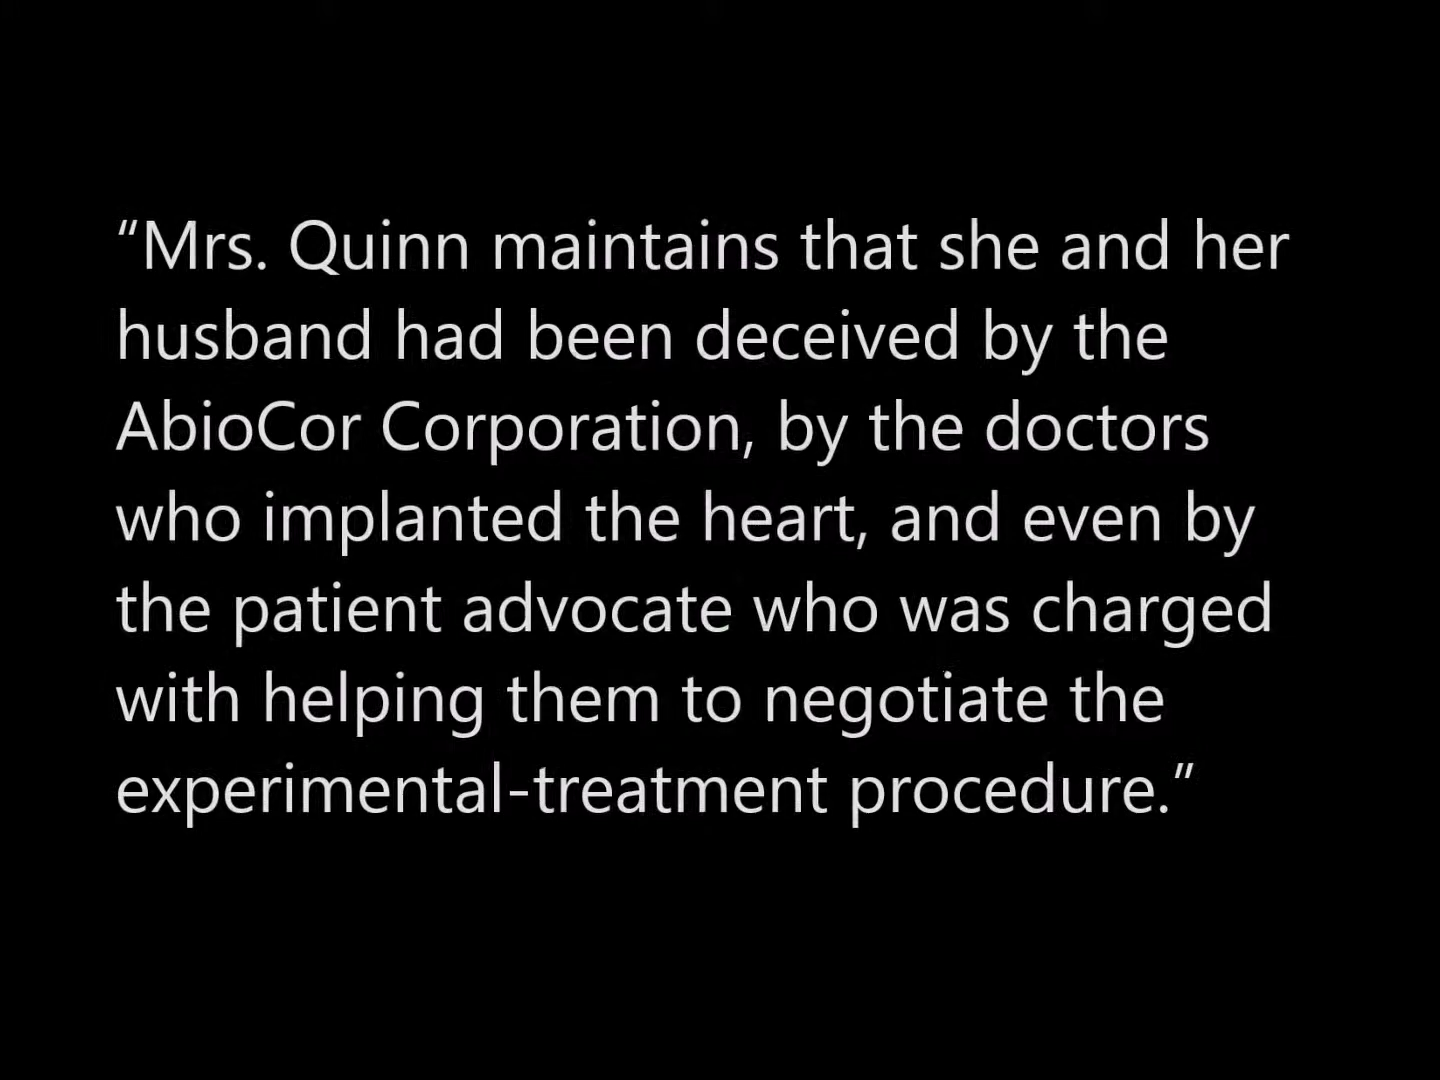 “Mrs. Quinn maintains that she and her
husband had been deceived by the
AbioCor Corporation, by the doctors
who implanted the heart, and even by
the patient advocate who was charged
with helping them to negotiate the
experimental-treatment procedure.”